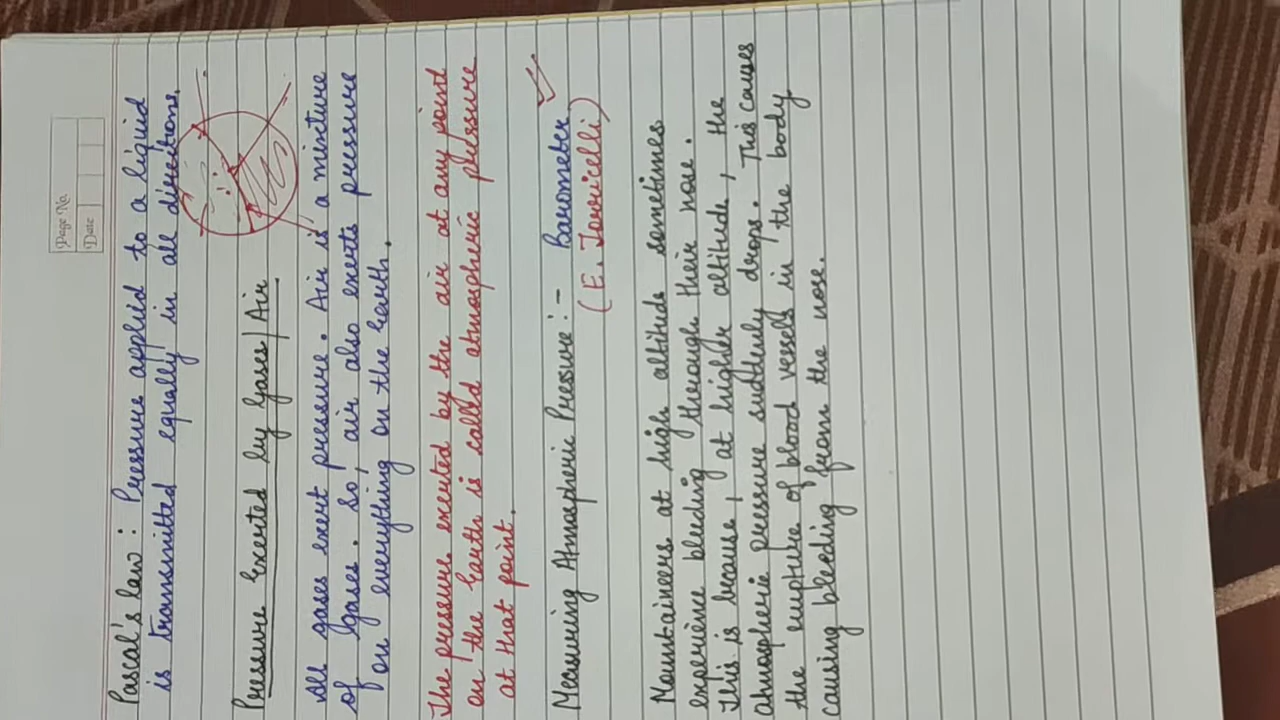 Page No.
Date
Pascal's law : Pressure applied to a liquid
is transmitted equally in all directions.
Pressure Exerted by Gases/Air
All gases exert pressure. Air is a mixture
of gases. So, air also exerts pressure
on everything on the Earth.
The pressure exerted by the air at any point
on the Earth is called atmospheric pressure
at that point.
Measuring Atmospheric Pressure :- Barometer
(E. Torricelli)
Mountaineers at high altitude sometimes
experience bleeding through their nose.
This is because, at higher altitude, the
atmospheric pressure suddenly drops. This causes
the rupture of blood vessels in the body
causing bleeding from the nose.